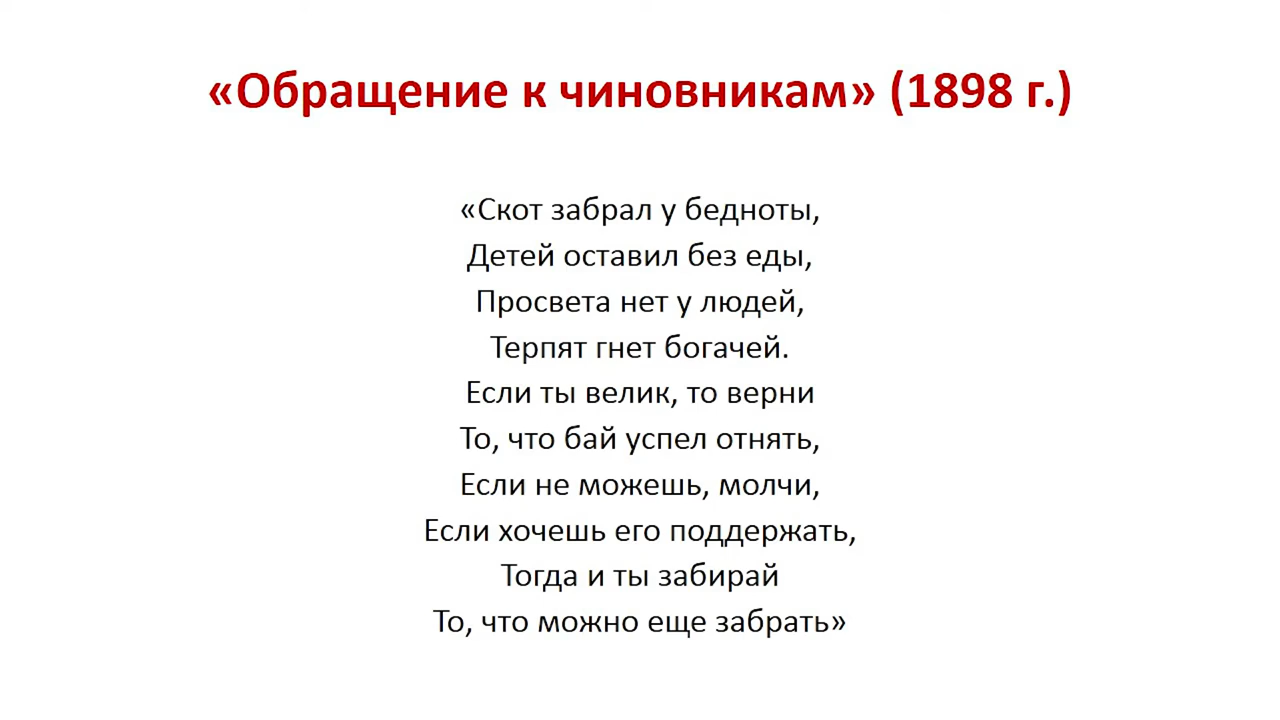 «Обращение к чиновникам» (1898 г.)
«Скот забрал у бедноты,
Детей оставил без еды,
Просвета нет у людей,
Терпят гнет богачей.
Если ты велик, то верни
То, что бай успел отнять,
Если не можешь, молчи,
Если хочешь его поддержать,
Тогда и ты забирай
То, что можно еще забрать»